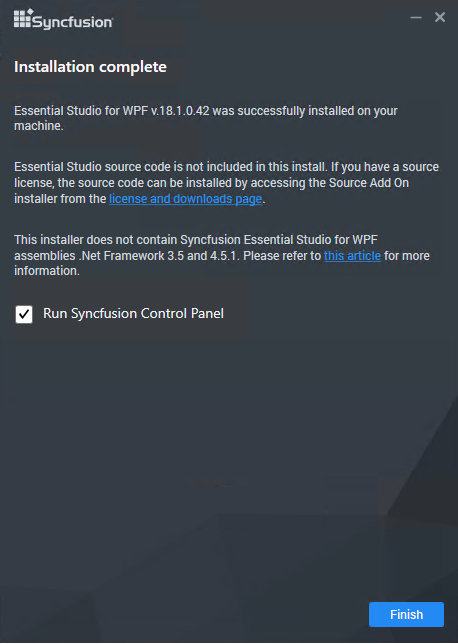 Syncfusion
Installation complete
Essential Studio for WPF v.18.1.0.42 was successfully installed on your
machine.
Essential Studio source code is not included in this install. If you have a source
license, the source code can be installed by accessing the Source Add On
installer from the license and downloads page.
This installer does not contain Syncfusion Essential Studio for WPF
assemblies .Net Framework 3.5 and 4.5.1. Please refer to this article for more
information.
Run Syncfusion Control Panel
Finish